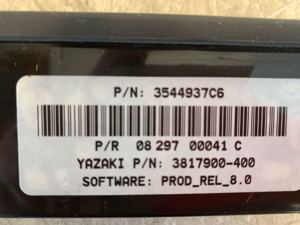 P/N: 3544937C6
P/R 08 297 00041 C
YAZAKI P/N: 3817900-400
SOFTWARE: PROD_REL_8.0